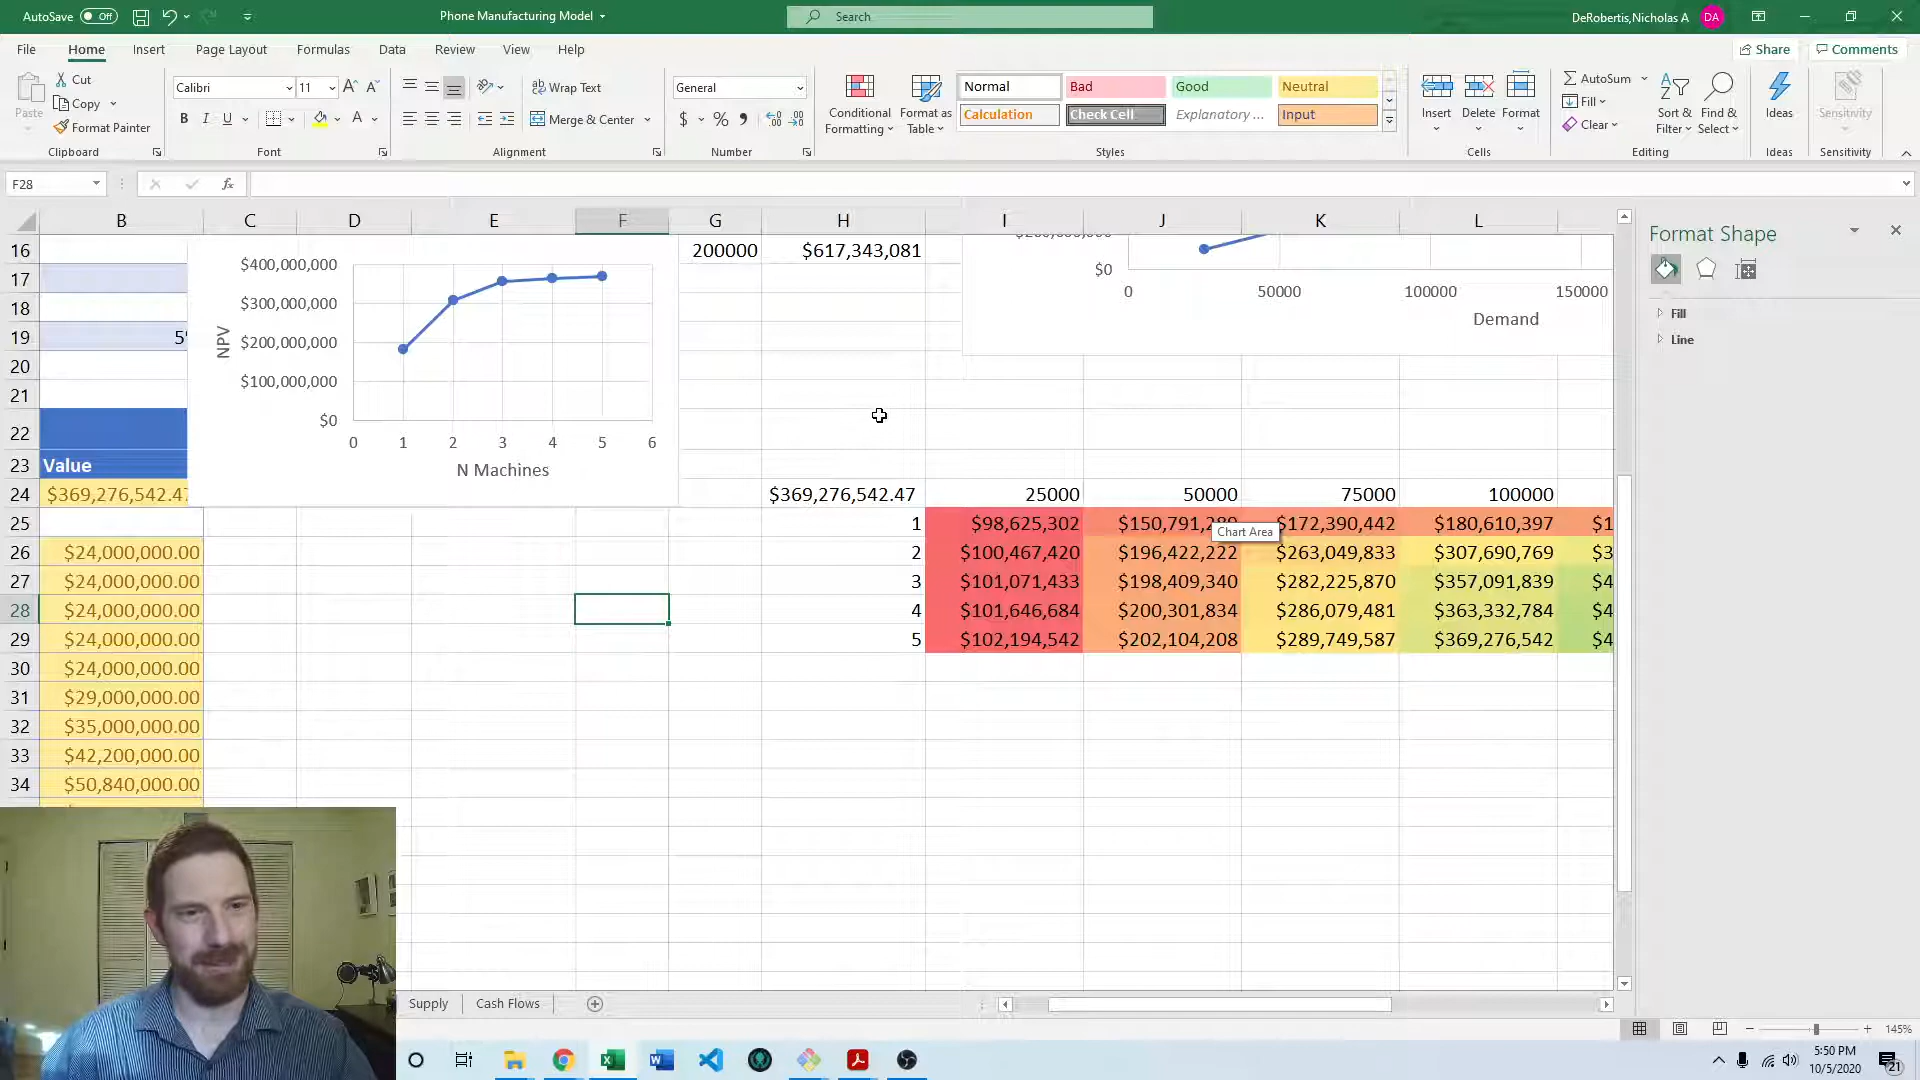 AutoSave Off
Phone Manufacturing Model
Search
DeRobertis,Nicholas A DA
File Home Insert Page Layout Formulas Data Review View Help
Share Comments
Paste
Cut
Copy
Format Painter
Clipboard
Calibri 11
B I U
Font
Wrap Text
Merge & Center
Alignment
General
$ %
Number
Conditional Formatting
Format as Table
Normal Bad Good Neutral
Calculation Check Cell Explanatory ... Input
Styles
Insert Delete Format
Cells
AutoSum
Fill
Clear
Sort & Filter
Find & Select
Editing
Ideas
Ideas
Sensitivity
Sensitivity
F28 fx
B C D E F G H I J K L
Format Shape
Fill
Line
16 200000 $617,343,081
17
18
19 5
20
21
22
23 Value
24 $369,276,542.47 $369,276,542.47 25000 50000 75000 100000
25 1 $98,625,302 $150,791,289 $172,390,442 $180,610,397 $1
26 $24,000,000.00 2 $100,467,420 $196,422,222 $263,049,833 $307,690,769 $3
27 $24,000,000.00 3 $101,071,433 $198,409,340 $282,225,870 $357,091,839 $4
28 $24,000,000.00 4 $101,646,684 $200,301,834 $286,079,481 $363,332,784 $4
29 $24,000,000.00 5 $102,194,542 $202,104,208 $289,749,587 $369,276,542 $4
30 $24,000,000.00
31 $29,000,000.00
32 $35,000,000.00
33 $42,200,000.00
34 $50,840,000.00
$400,000,000
$300,000,000
$200,000,000
$100,000,000
$0
NPV
0 1 2 3 4 5 6
N Machines
$0
0 50000 100000 150000
Demand
Chart Area
Supply Cash Flows
145%
5:50 PM
10/5/2020
21